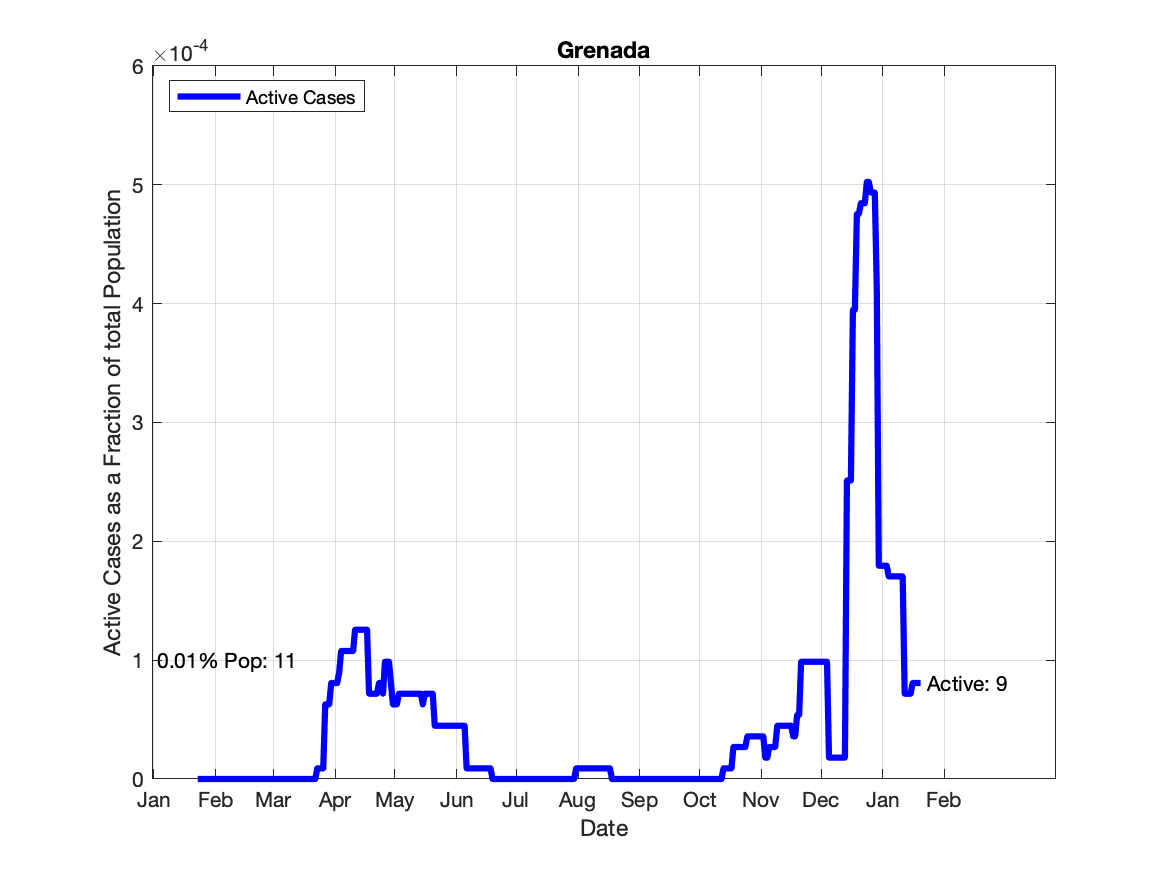 Grenada
×10-4
Active Cases
6
5
4
3
2
1
0
Active Cases as a Fraction of total Population
0.01% Pop: 11
Active: 9
Jan Feb Mar Apr May Jun Jul Aug Sep Oct Nov Dec Jan Feb
Date